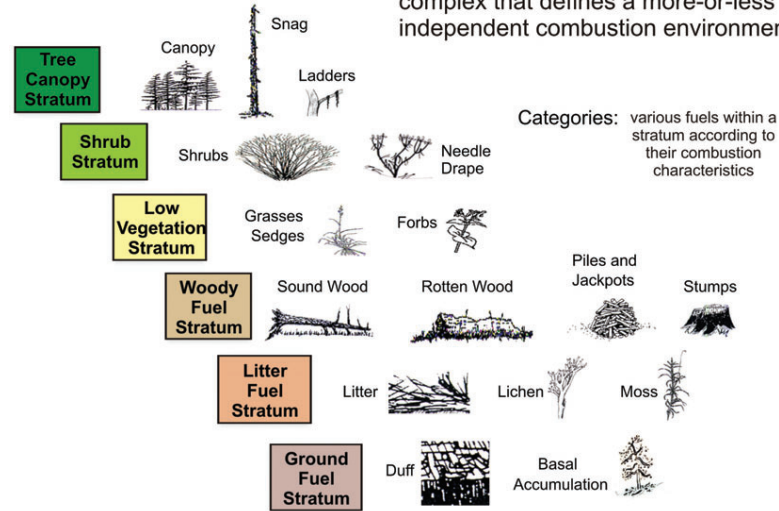 complex that defines a more-or-less
independent combustion environmen
Snag
Canopy
Tree
Canopy
Stratum
Ladders
Categories: various fuels within a
stratum according to
their combustion
characteristics
Shrub
Stratum
Shrubs
Needle
Drape
Low
Vegetation
Stratum
Grasses
Sedges
Forbs
Woody
Fuel
Stratum
Sound Wood
Rotten Wood
Piles and
Jackpots
Stumps
Litter
Fuel
Stratum
Litter
Lichen
Moss
Ground
Fuel
Stratum
Duff
Basal
Accumulation